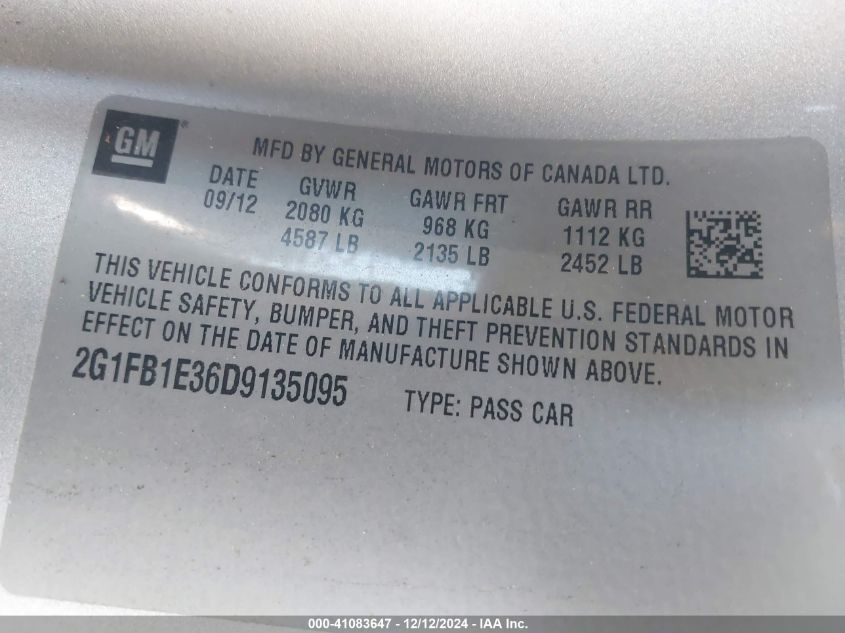 GM ®
MFD BY GENERAL MOTORS OF CANADA LTD.
DATE GVWR GAWR FRT GAWR RR
09/12 2080 KG 968 KG 1112 KG
4587 LB 2135 LB 2452 LB
THIS VEHICLE CONFORMS TO ALL APPLICABLE U.S. FEDERAL MOTOR
VEHICLE SAFETY, BUMPER, AND THEFT PREVENTION STANDARDS IN
EFFECT ON THE DATE OF MANUFACTURE SHOWN ABOVE.
2G1FB1E36D9135095 TYPE: PASS CAR
000-41083647 - 12/12/2024 - IAA Inc.